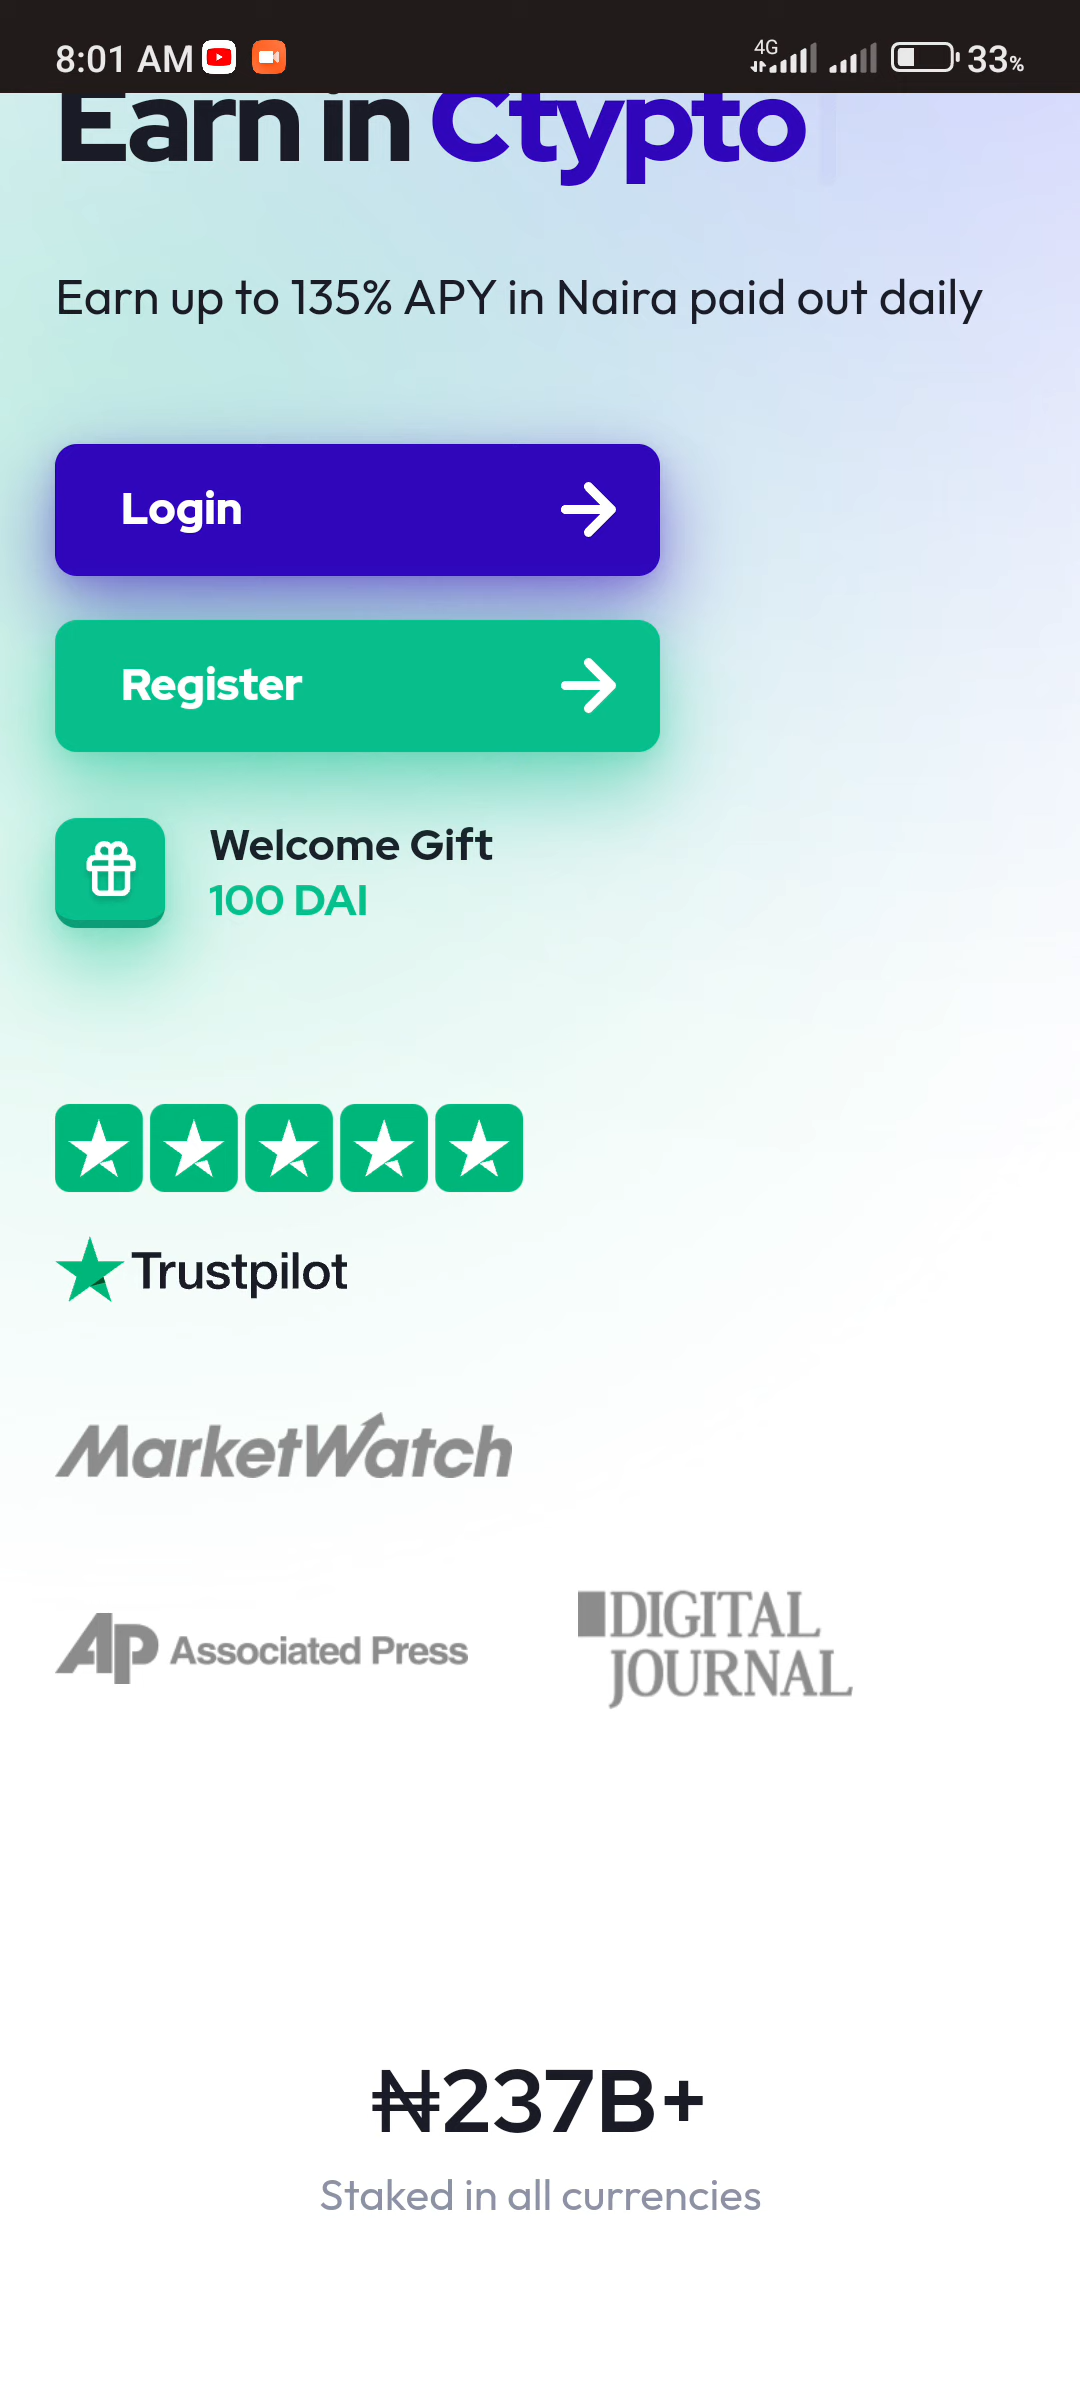 8:01 AM 4G 33%
Earn in Ctypto
Earn up to 135% APY in Naira paid out daily
Login
Register
Welcome Gift
100 DAI
Trustpilot
MarketWatch
AP Associated Press
DIGITAL
JOURNAL
₦237B+
Staked in all currencies